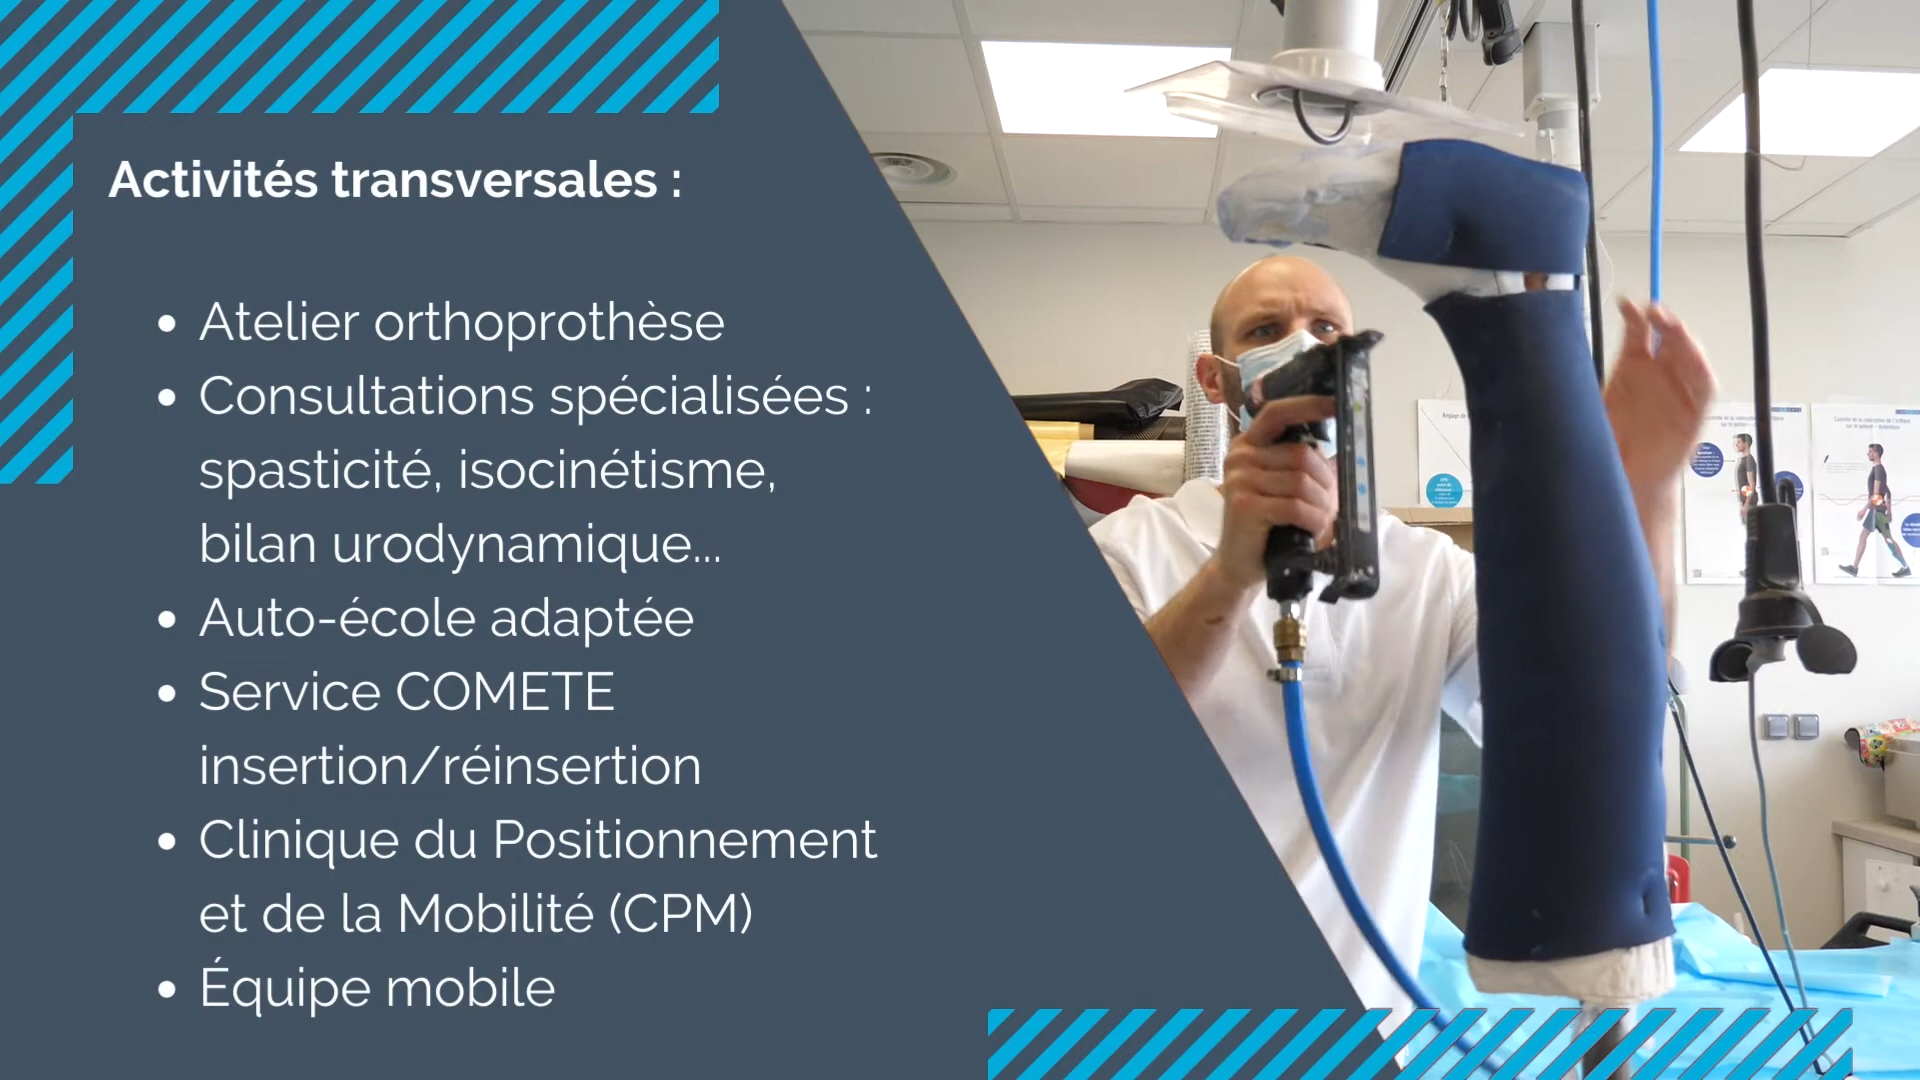 Activités transversales :
• Atelier orthoprothèse
• Consultations spécialisées :
spasticité, isocinétisme,
bilan urodynamique...
• Auto-école adaptée
• Service COMETE
insertion/réinsertion
• Clinique du Positionnement
et de la Mobilité (CPM)
• Équipe mobile